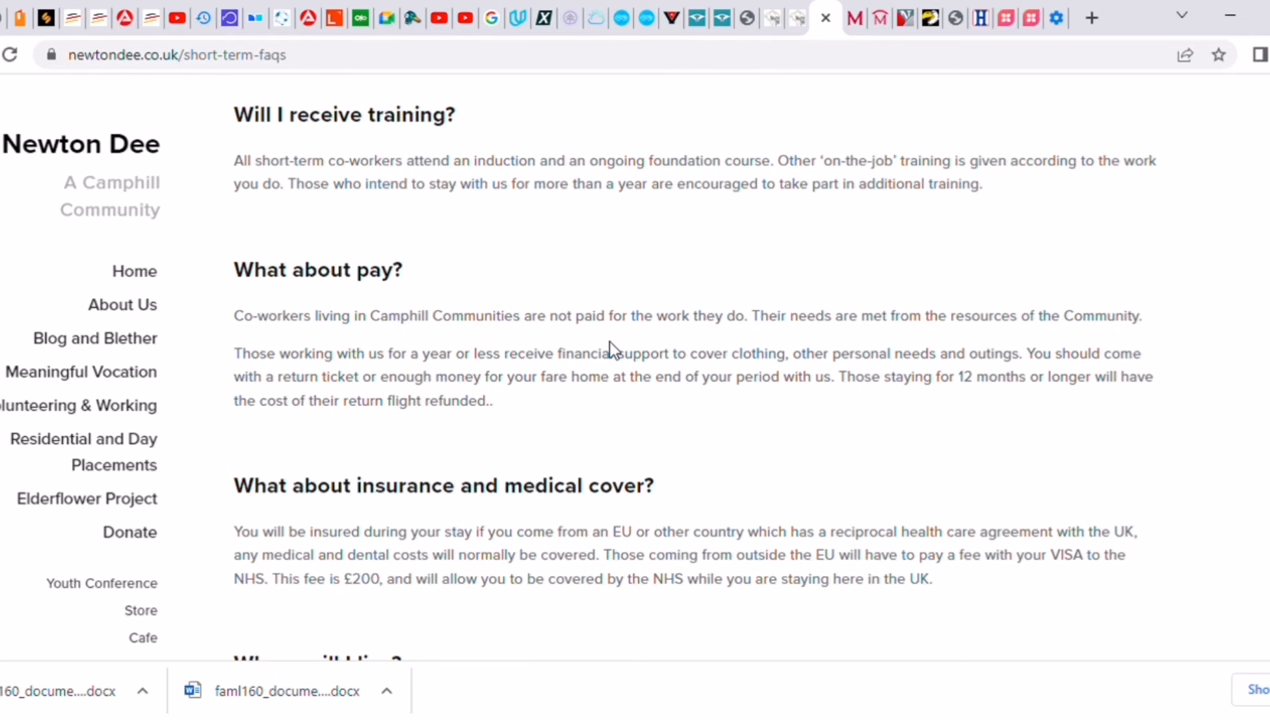 newtondee.co.uk/short-term-faqs
Newton Dee
A Camphill
Community
Home
About Us
Blog and Blether
Meaningful Vocation
olunteering & Working
Residential and Day
Placements
Elderflower Project
Donate
Youth Conference
Store
Cafe
Will I receive training?
All short-term co-workers attend an induction and an ongoing foundation course. Other ‘on-the-job’ training is given according to the work
you do. Those who intend to stay with us for more than a year are encouraged to take part in additional training.
What about pay?
Co-workers living in Camphill Communities are not paid for the work they do. Their needs are met from the resources of the Community.
Those working with us for a year or less receive financial support to cover clothing, other personal needs and outings. You should come
with a return ticket or enough money for your fare home at the end of your period with us. Those staying for 12 months or longer will have
the cost of their return flight refunded..
What about insurance and medical cover?
You will be insured during your stay if you come from an EU or other country which has a reciprocal health care agreement with the UK,
any medical and dental costs will normally be covered. Those coming from outside the EU will have to pay a fee with your VISA to the
NHS. This fee is £200, and will allow you to be covered by the NHS while you are staying here in the UK.
160_docume....docx
faml160_docume....docx
Sho